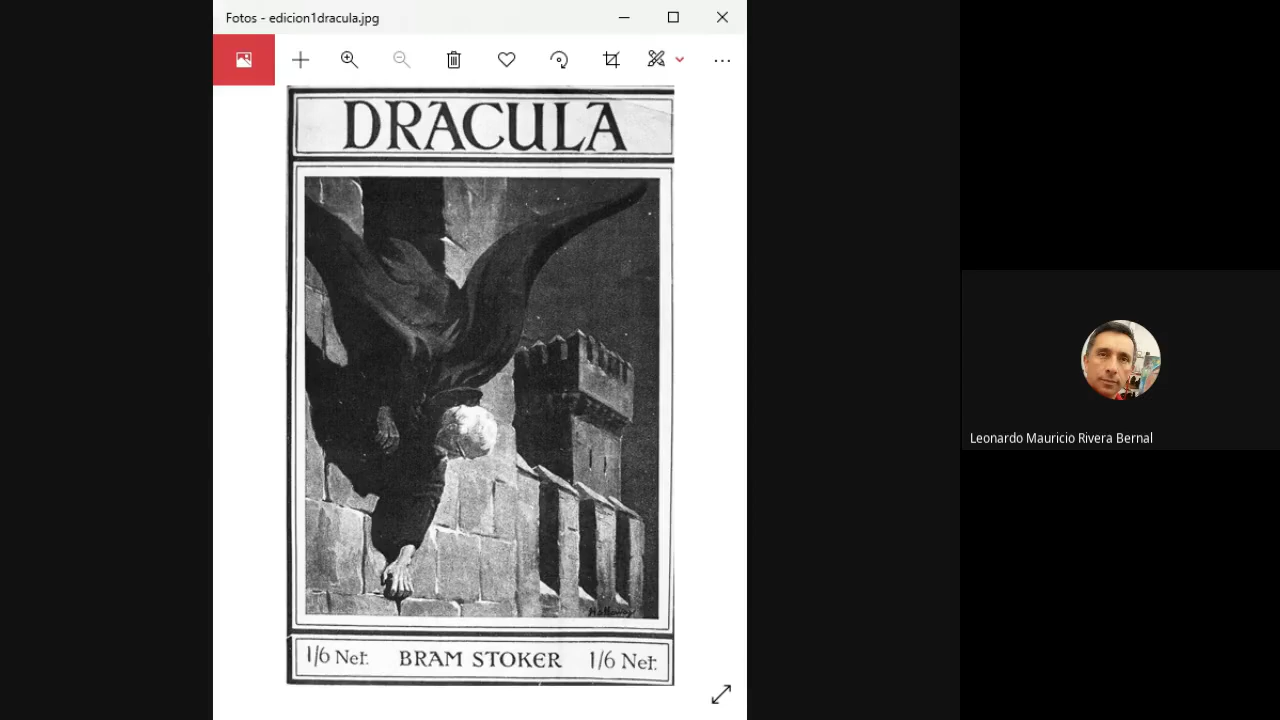 Fotos - edicion1dracula.jpg
DRACULA
1/6 Net. BRAM STOKER 1/6 Net.
Leonardo Mauricio Rivera Bernal